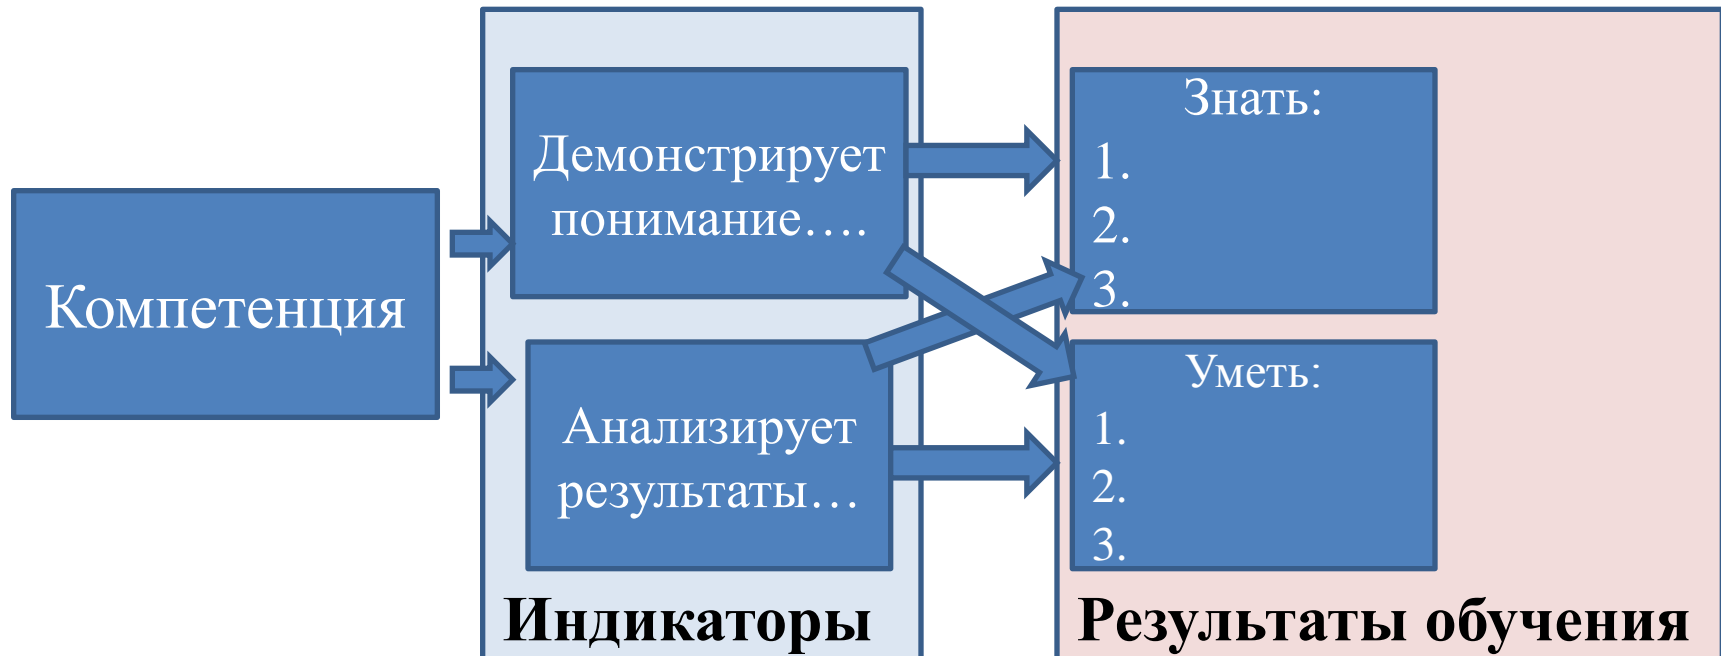 Компетенция
Демонстрирует
понимание….
Анализирует
результаты…
Индикаторы
Знать:
1.
2.
3.
Уметь:
1.
2.
3.
Результаты обучения